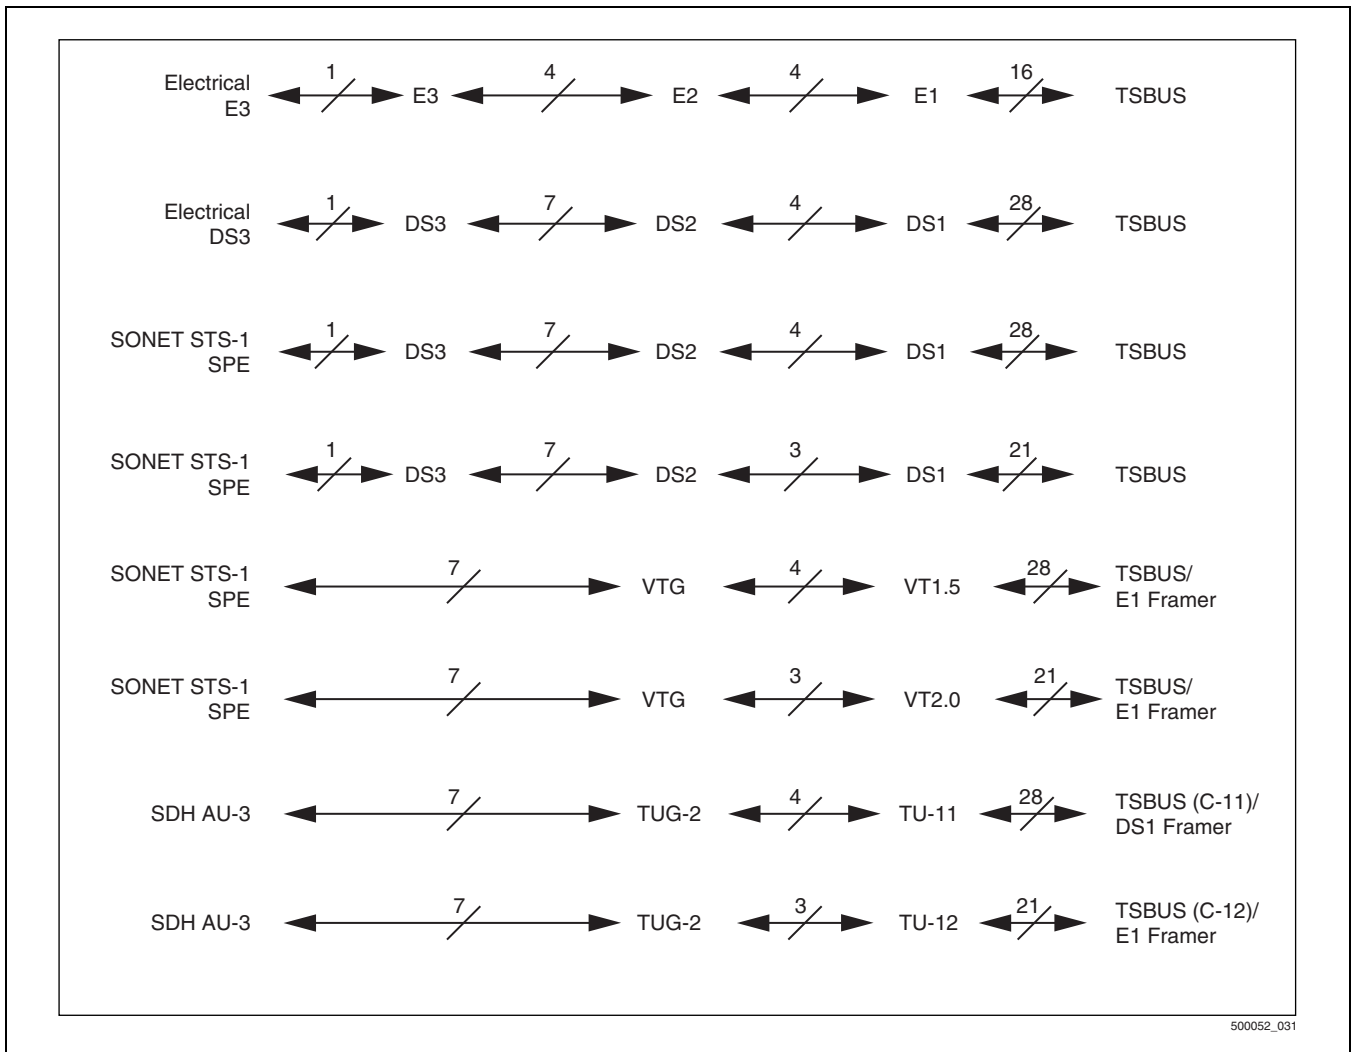 1 4 4 16
Electrical
E3 E3 E2 E1 TSBUS
1 7 4 28
Electrical
DS3 DS3 DS2 DS1 TSBUS
1 7 4 28
SONET STS-1
SPE DS3 DS2 DS1 TSBUS
1 7 3 21
SONET STS-1
SPE DS3 DS2 DS1 TSBUS
7 4 28
SONET STS-1 TSBUS/
SPE VTG VT1.5 E1 Framer
7 3 21
SONET STS-1 TSBUS/
SPE VTG VT2.0 E1 Framer
7 4 28
SDH AU-3 TUG-2 TU-11 TSBUS (C-11)/
DS1 Framer
7 3 21
SDH AU-3 TUG-2 TU-12 TSBUS (C-12)/
E1 Framer
500052_031